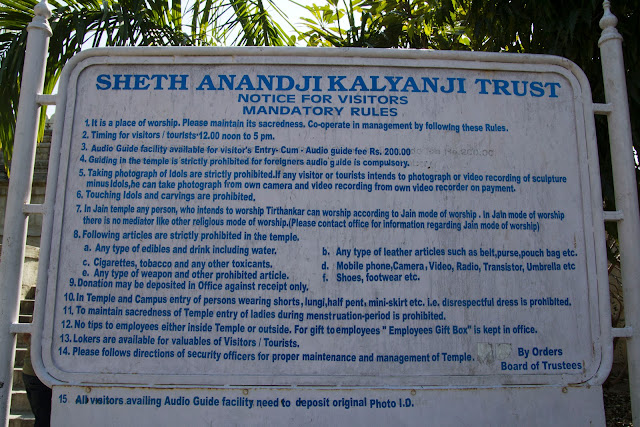 SHETH ANANDJI KALYANJI TRUST
NOTICE FOR VISITORS
MANDATORY RULES
1. It is a place of worship. Please maintain its sacredness. Co-operate in management by following these Rules.
2. Timing for visitors / tourists-12.00 noon to 5 pm.
3. Audio Guide facility available for visitor's Entry- Cum - Audio guide fee Rs. 200.00
4. Guiding in the temple is strictly prohibited for foreigners audio guide is compulsory.
5. Taking photograph of Idols are strictly prohibited.If any visitor or tourists intends to photograph or video recording of sculpture
minus Idols,he can take photograph from own camera and video recording from own video recorder on payment.
6. Touching Idols and carvings are prohibited.
7. In Jain temple any person, who intends to worship Tirthankar can worship according to Jain mode of worship . In Jain mode of worship
there is no mediator like other religious mode of worship.(Please contact office for information regarding Jain mode of worship)
8. Following articles are strictly prohibited in the temple.
a. Any type of edibles and drink including water.
b. Any type of leather articles such as belt,purse,pouch bag etc.
c. Cigarettes, tobacco and any other toxicants.
d. Mobile phone,Camera, Video, Radio, Transistor, Umbrella etc
e. Any type of weapon and other prohibited article.
f. Shoes, footwear etc.
9. Donation may be deposited in Office against receipt only.
10. In Temple and Campus entry of persons wearing shorts, lungi,half pent, mini-skirt etc. i.e. disrespectful dress is prohibited.
11. To maintain sacredness of Temple entry of ladies during menstruation-period is prohibited.
12. No tips to employees either inside Temple or outside. For gift to employees " Employees Gift Box" is kept in office.
13. Lokers are available for valuables of Visitors / Tourists.
14. Please follows directions of security officers for proper maintenance and management of Temple.
By Orders
Board of Trustees
15 All visitors availing Audio Guide facility need to deposit original Photo I.D.